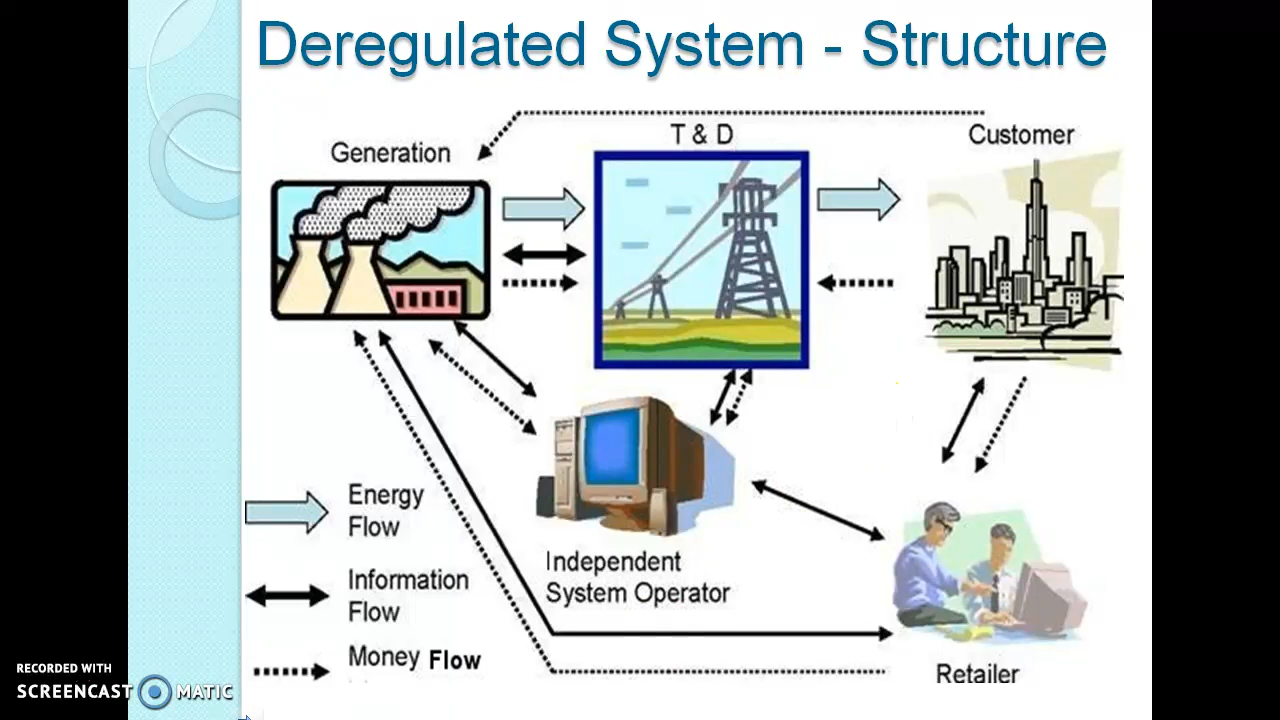 Deregulated System - Structure
T & D
Customer
Generation
Energy
Flow
Independent
System Operator
Information
Flow
Money Flow
Retailer
RECORDED WITH
SCREENCAST MATIC